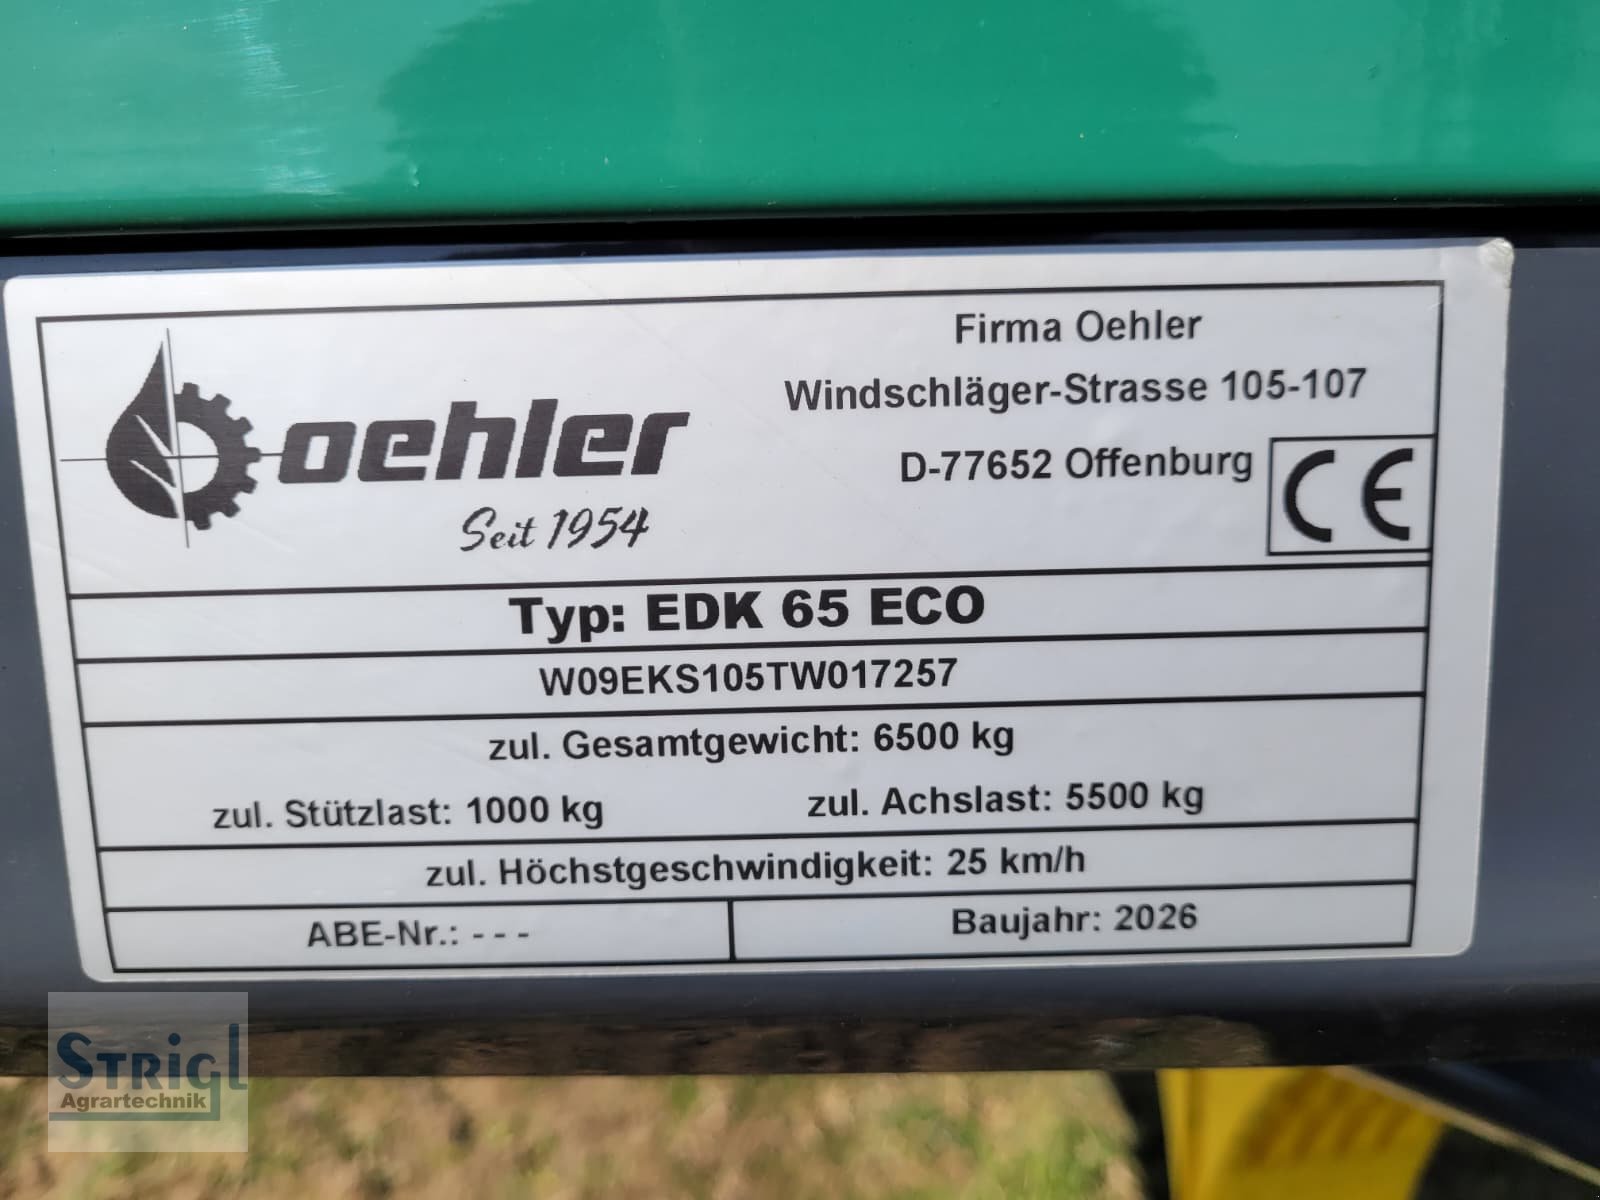 oehler
Seit 1954
Firma Oehler
Windschläger-Strasse 105-107
D-77652 Offenburg
CE
Typ: EDK 65 ECO
W09EKS105TW017257
zul. Gesamtgewicht: 6500 kg
zul. Stützlast: 1000 kg zul. Achslast: 5500 kg
zul. Höchstgeschwindigkeit: 25 km/h
ABE-Nr.: - - - Baujahr: 2026
STRIGL
Agrartechnik